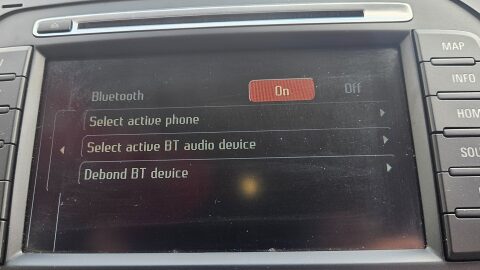 Bluetooth On Off
Select active phone
Select active BT audio device
Debond BT device
MAP
INFO